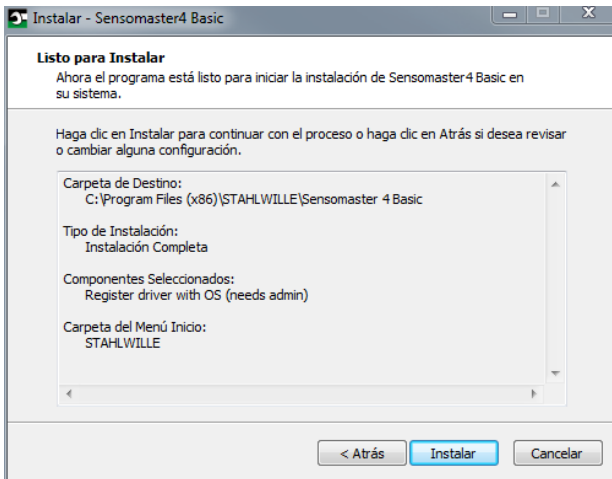 Instalar - Sensomaster4 Basic
Listo para Instalar
Ahora el programa está listo para iniciar la instalación de Sensomaster4 Basic en
su sistema.
Haga clic en Instalar para continuar con el proceso o haga clic en Atrás si desea revisar
o cambiar alguna configuración.
Carpeta de Destino:
C:\Program Files (x86)\STAHLWILLE\Sensomaster 4 Basic
Tipo de Instalación:
Instalación Completa
Componentes Seleccionados:
Register driver with OS (needs admin)
Carpeta del Menú Inicio:
STAHLWILLE
< Atrás Instalar Cancelar